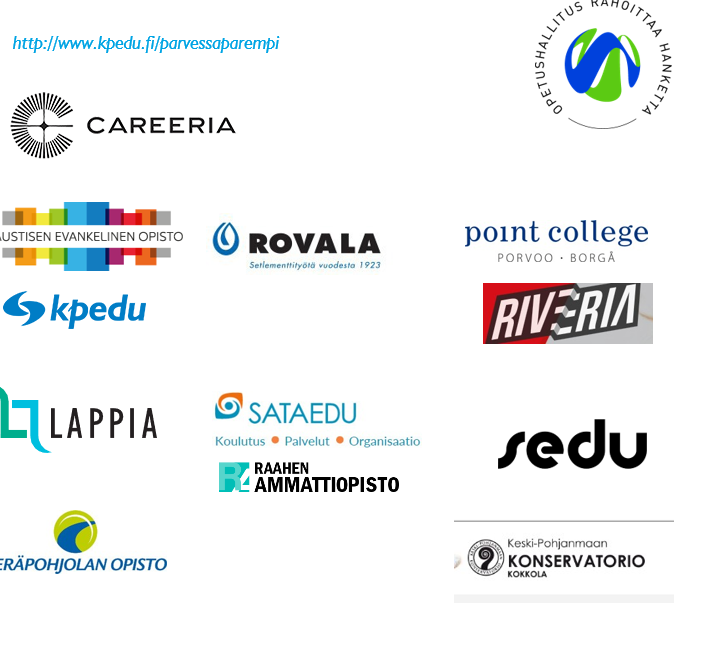 http://www.kpedu.fi/parvessaparempi
OPETUSHALLITUS RAHOITTAA HANKETTA
CAREERIA
AUSTISEN EVANKELINEN OPISTO
ROVALA
Setlementtityötä vuodesta 1923
point college
PORVOO · BORGÅ
kpedu
RIVERIA
LAPPIA
SATAEDU
Koulutus • Palvelut • Organisaatio
RAAHEN
AMMATTIOPISTO
sedu
ERÄPOHJOLAN OPISTO
Keski-Pohjanmaan
KONSERVATORIO
KOKKOLA